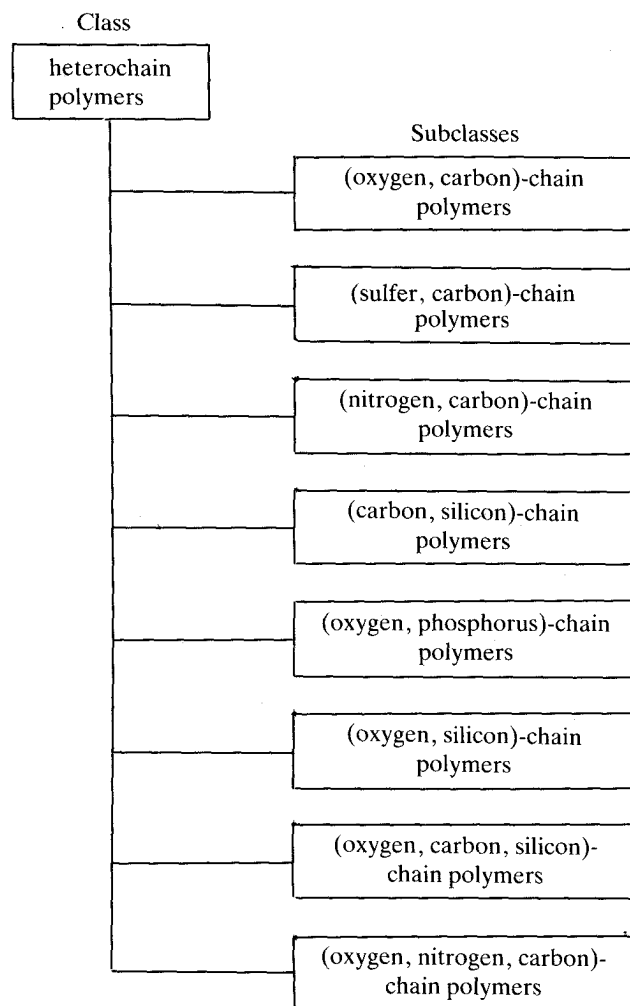 Class
heterochain
polymers
Subclasses
(oxygen, carbon)-chain
polymers
(sulfer, carbon)-chain
polymers
(nitrogen, carbon)-chain
polymers
(carbon, silicon)-chain
polymers
(oxygen, phosphorus)-chain
polymers
(oxygen, silicon)-chain
polymers
(oxygen, carbon, silicon)-
chain polymers
(oxygen, nitrogen, carbon)-
chain polymers